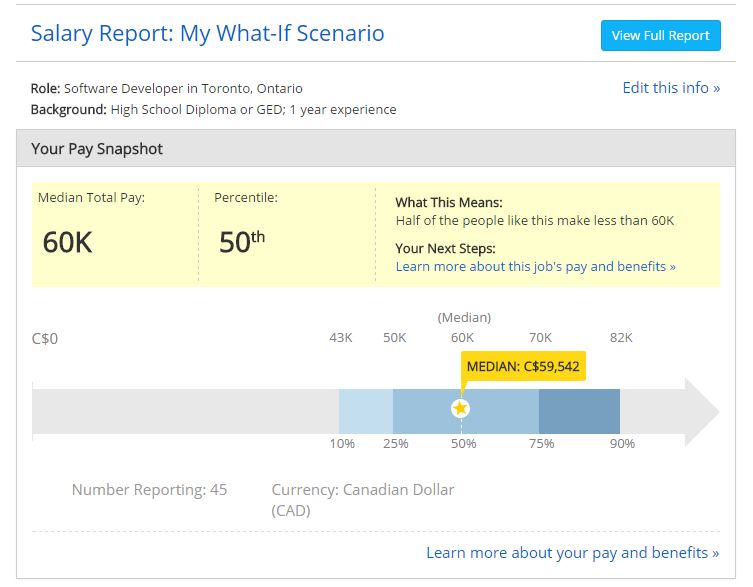 Salary Report: My What-If Scenario
View Full Report
Role: Software Developer in Toronto, Ontario
Edit this info »
Background: High School Diploma or GED; 1 year experience
Your Pay Snapshot
Median Total Pay:
60K
Percentile:
50th
What This Means:
Half of the people like this make less than 60K
Your Next Steps:
Learn more about this job's pay and benefits »
(Median)
C$0 43K 50K 60K 70K 82K
MEDIAN: C$59,542
10% 25% 50% 75% 90%
Number Reporting: 45
Currency: Canadian Dollar
(CAD)
Learn more about your pay and benefits »